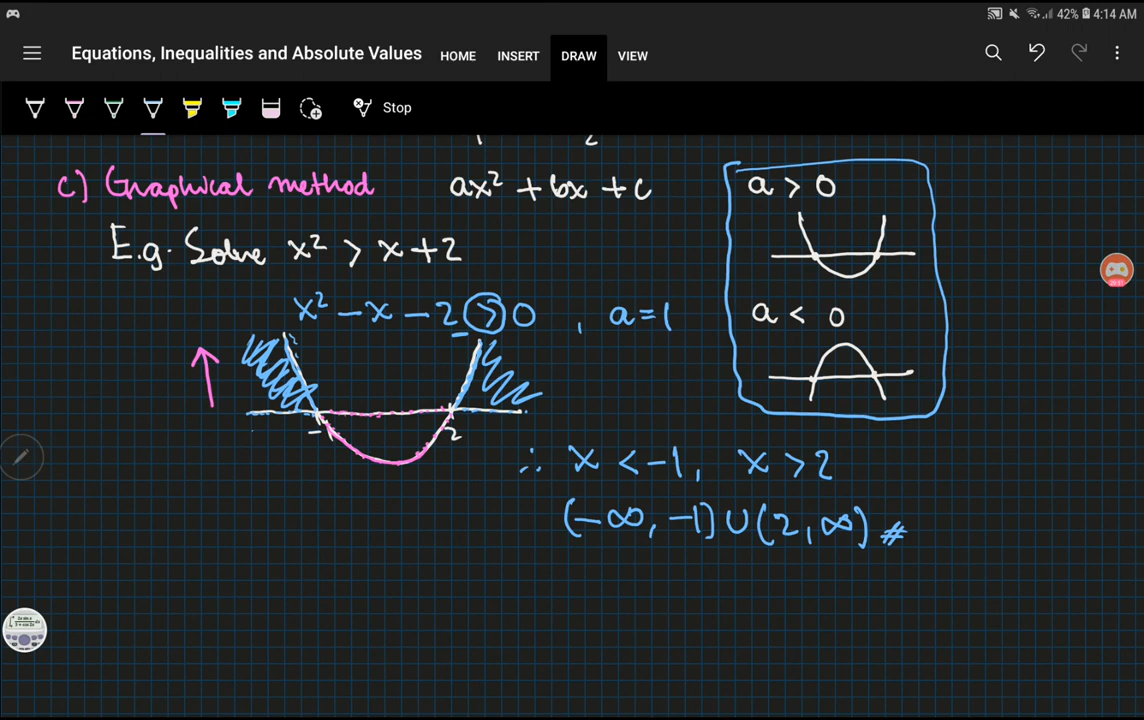 42% 4:14 AM
Equations, Inequalities and Absolute Values HOME INSERT DRAW VIEW
Stop
c) Graphical method ax² + bx + c
E.g. Solve x² > x + 2
x² - x - 2 > 0 , a = 1
-1 2
∴ x < -1, x > 2
(-∞, -1) ∪ (2, ∞) #
a > 0
a < 0